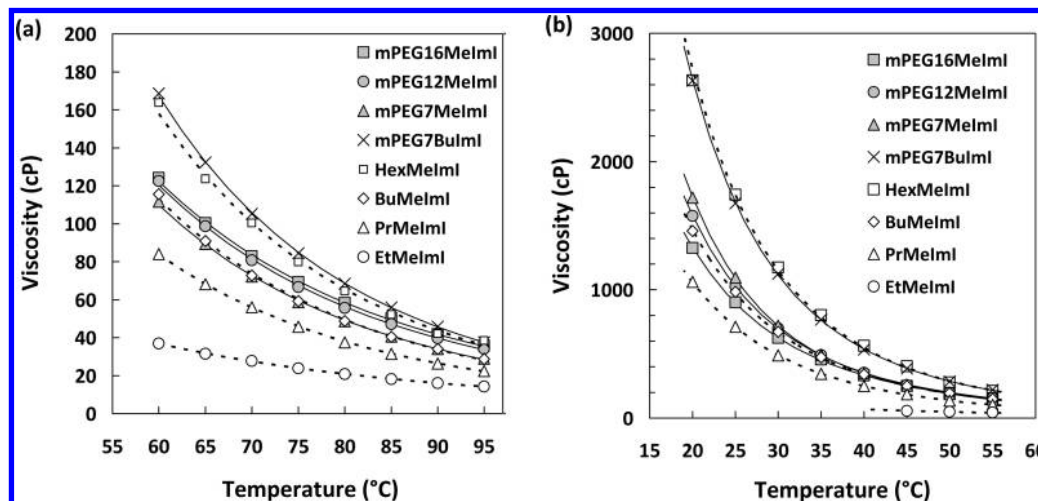 (a)
200
180
160
140
120
100
80
60
40
20
0
Viscosity (cP)
mPEG16MeImI
mPEG12MeImI
mPEG7MeImI
mPEG7BuImI
HexMeImI
BuMeImI
PrMeImI
EtMeImI
55 60 65 70 75 80 85 90 95
Temperature (°C)
(b)
3000
2000
1000
0
Viscosity (cP)
mPEG16MeImI
mPEG12MeImI
mPEG7MeImI
mPEG7BuImI
HexMeImI
BuMeImI
PrMeImI
EtMeImI
15 20 25 30 35 40 45 50 55
Temperature (°C)